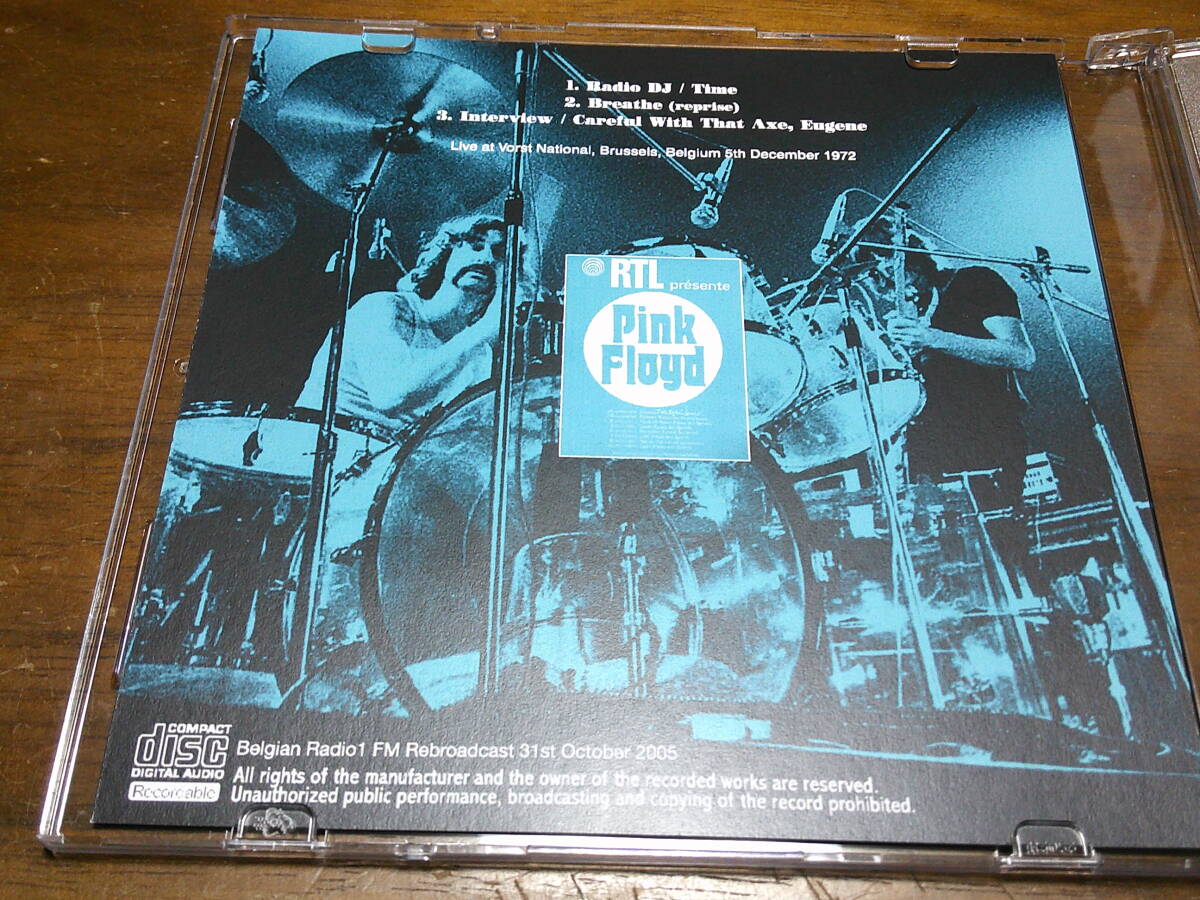 1. Radio DJ / Time
2. Breathe (reprise)
3. Interview / Careful With That Axe, Eugene
Live at Vorst National, Brussels, Belgium 5th December 1972
RTL présente
Pink
Floyd
COMPACT
disc
DIGITAL AUDIO
Recordable
Belgian Radio1 FM Rebroadcast 31st October 2005
All rights of the manufacturer and the owner of the recorded works are reserved.
Unauthorized public performance, broadcasting and copying of the record prohibited.